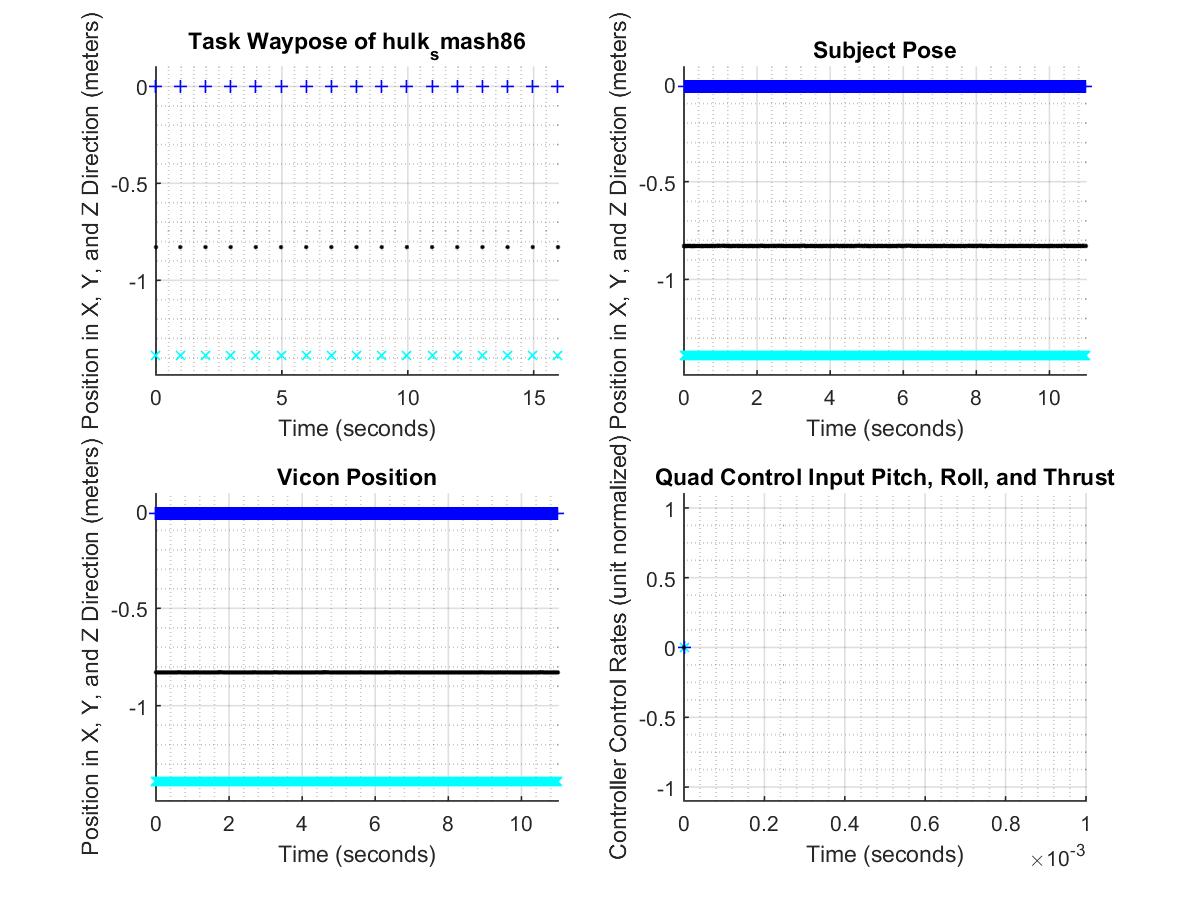 Task Waypose of hulk_smash86
Position in X, Y, and Z Direction (meters)
0
-0.5
-1
0 5 10 15
Time (seconds)
Subject Pose
Position in X, Y, and Z Direction (meters)
0
-0.5
-1
0 2 4 6 8 10
Time (seconds)
Vicon Position
Position in X, Y, and Z Direction (meters)
0
-0.5
-1
0 2 4 6 8 10
Time (seconds)
Quad Control Input Pitch, Roll, and Thrust
Controller Control Rates (unit normalized)
1
0.5
0
-0.5
-1
0 0.2 0.4 0.6 0.8 1
Time (seconds)
×10⁻³